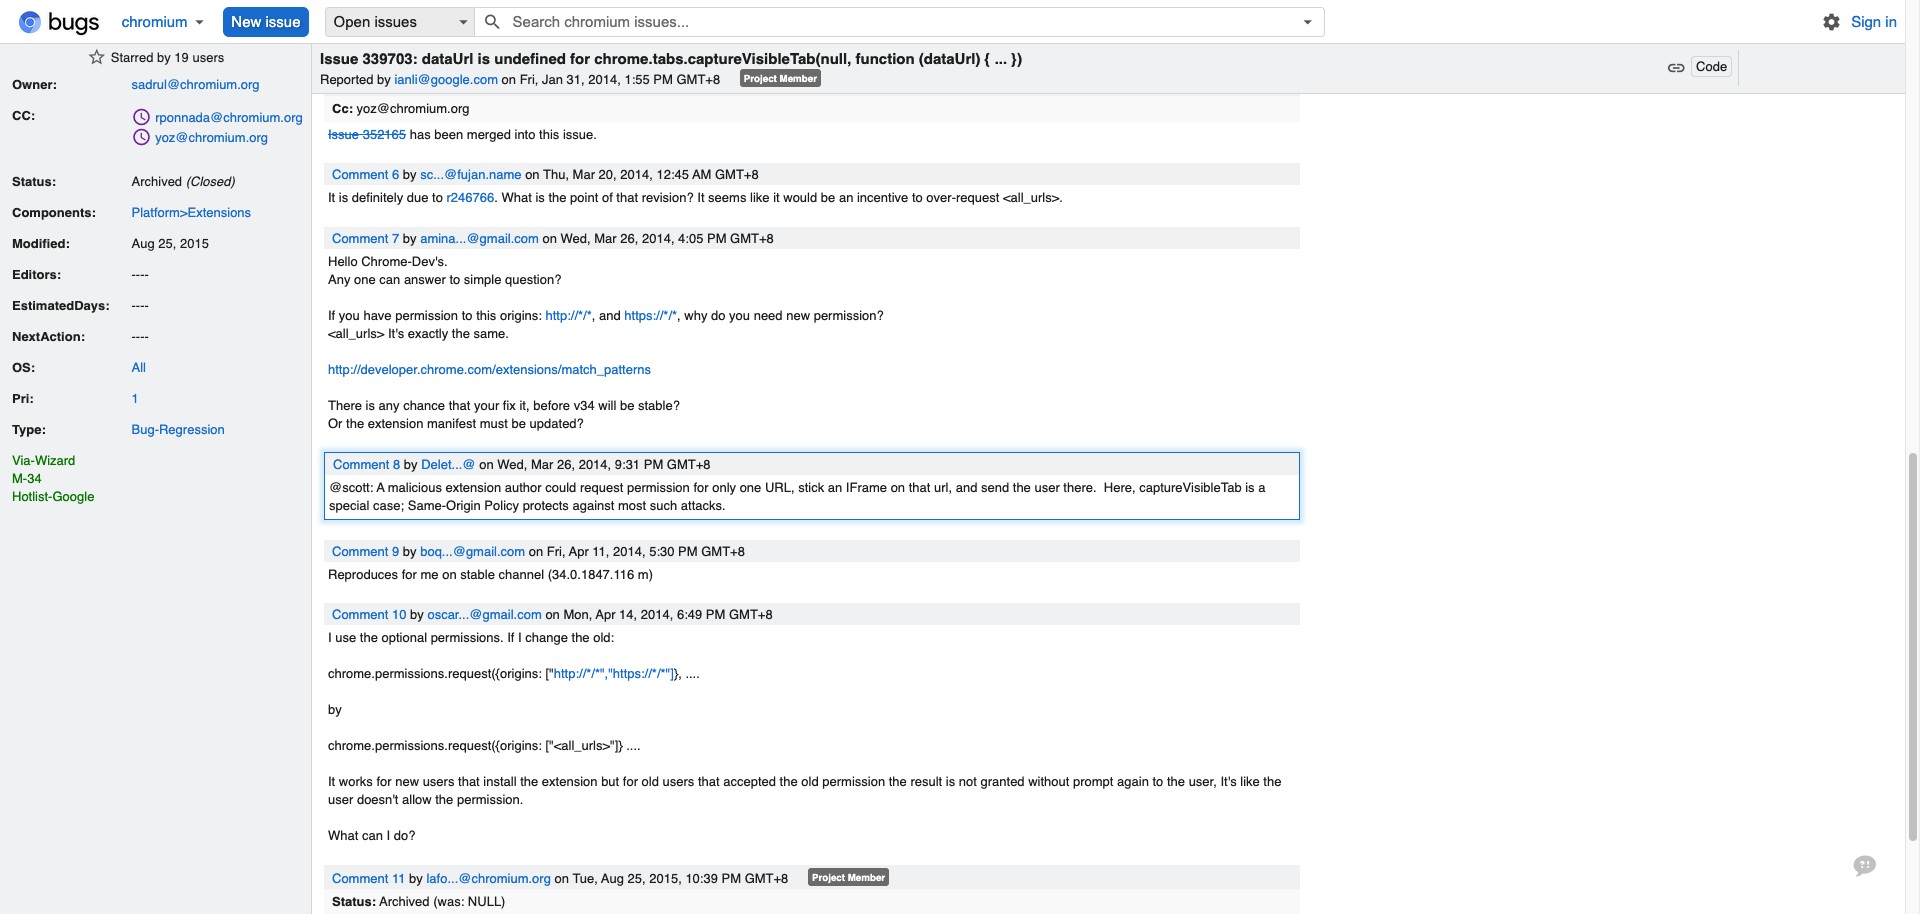 bugs
chromium
New issue
Open issues
Search chromium issues...
Sign in
Starred by 19 users
Owner: sadrul@chromium.org
CC: rponnada@chromium.org
yoz@chromium.org
Status: Archived (Closed)
Components: Platform>Extensions
Modified: Aug 25, 2015
Editors: ----
EstimatedDays: ----
NextAction: ----
OS: All
Pri: 1
Type: Bug-Regression
Via-Wizard
M-34
Hotlist-Google
Issue 339703: dataUrl is undefined for chrome.tabs.captureVisibleTab(null, function (dataUrl) { ... })
Reported by ianli@google.com on Fri, Jan 31, 2014, 1:55 PM GMT+8 Project Member
Code
Cc: yoz@chromium.org
Issue 352165 has been merged into this issue.
Comment 6 by sc...@fujan.name on Thu, Mar 20, 2014, 12:45 AM GMT+8
It is definitely due to r246766. What is the point of that revision? It seems like it would be an incentive to over-request <all_urls>.
Comment 7 by amina...@gmail.com on Wed, Mar 26, 2014, 4:05 PM GMT+8
Hello Chrome-Dev's.
Any one can answer to simple question?
If you have permission to this origins: http://*/*, and https://*/*, why do you need new permission?
<all_urls> It's exactly the same.
http://developer.chrome.com/extensions/match_patterns
There is any chance that your fix it, before v34 will be stable?
Or the extension manifest must be updated?
Comment 8 by Delet...@ on Wed, Mar 26, 2014, 9:31 PM GMT+8
@scott: A malicious extension author could request permission for only one URL, stick an IFrame on that url, and send the user there.  Here, captureVisibleTab is a
special case; Same-Origin Policy protects against most such attacks.
Comment 9 by boq...@gmail.com on Fri, Apr 11, 2014, 5:30 PM GMT+8
Reproduces for me on stable channel (34.0.1847.116 m)
Comment 10 by oscar...@gmail.com on Mon, Apr 14, 2014, 6:49 PM GMT+8
I use the optional permissions. If I change the old:
chrome.permissions.request({origins: ["http://*/*","https://*/*"]}, ....
by
chrome.permissions.request({origins: ["<all_urls>"]} ....
It works for new users that install the extension but for old users that accepted the old permission the result is not granted without prompt again to the user, It's like the
user doesn't allow the permission.
What can I do?
Comment 11 by lafo...@chromium.org on Tue, Aug 25, 2015, 10:39 PM GMT+8 Project Member
Status: Archived (was: NULL)